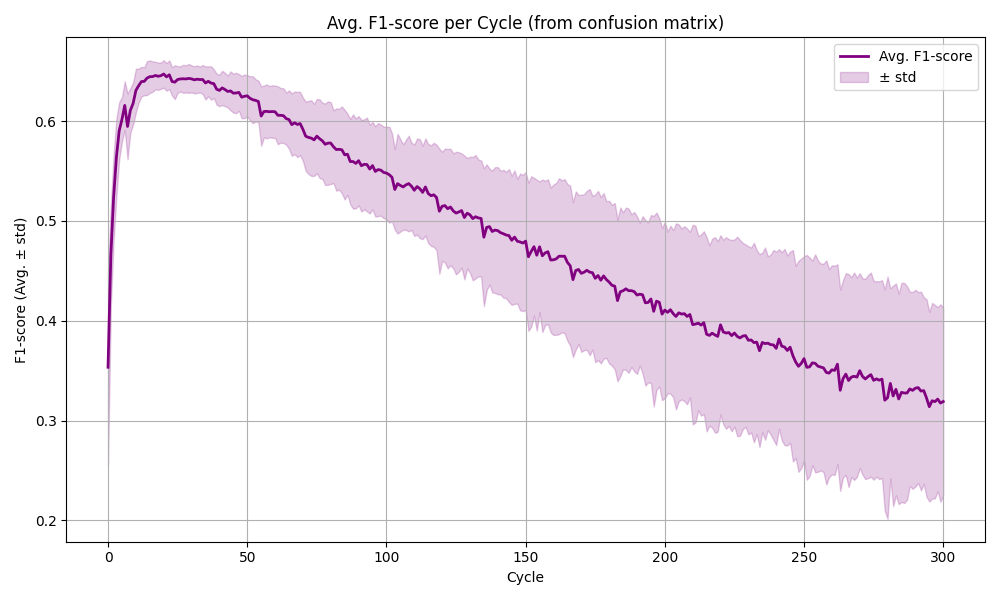 Avg. F1-score per Cycle (from confusion matrix)
Avg. F1-score
± std
F1-score (Avg. ± std)
0.6
0.5
0.4
0.3
0.2
0
50
100
150
200
250
300
Cycle